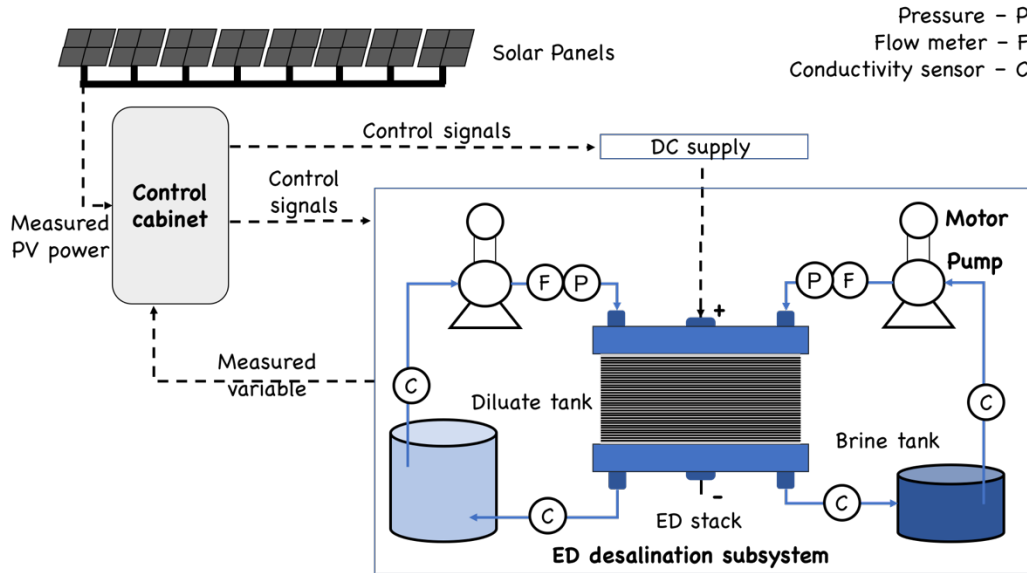 Pressure – P
Flow meter – F
Conductivity sensor – C
Solar Panels
Control signals
DC supply
Control
cabinet
Control
signals
Measured
PV power
Motor
Pump
F
P
P
F
+
Measured
variable
C
C
Diluate tank
Brine tank
C
C
-
ED stack
ED desalination subsystem